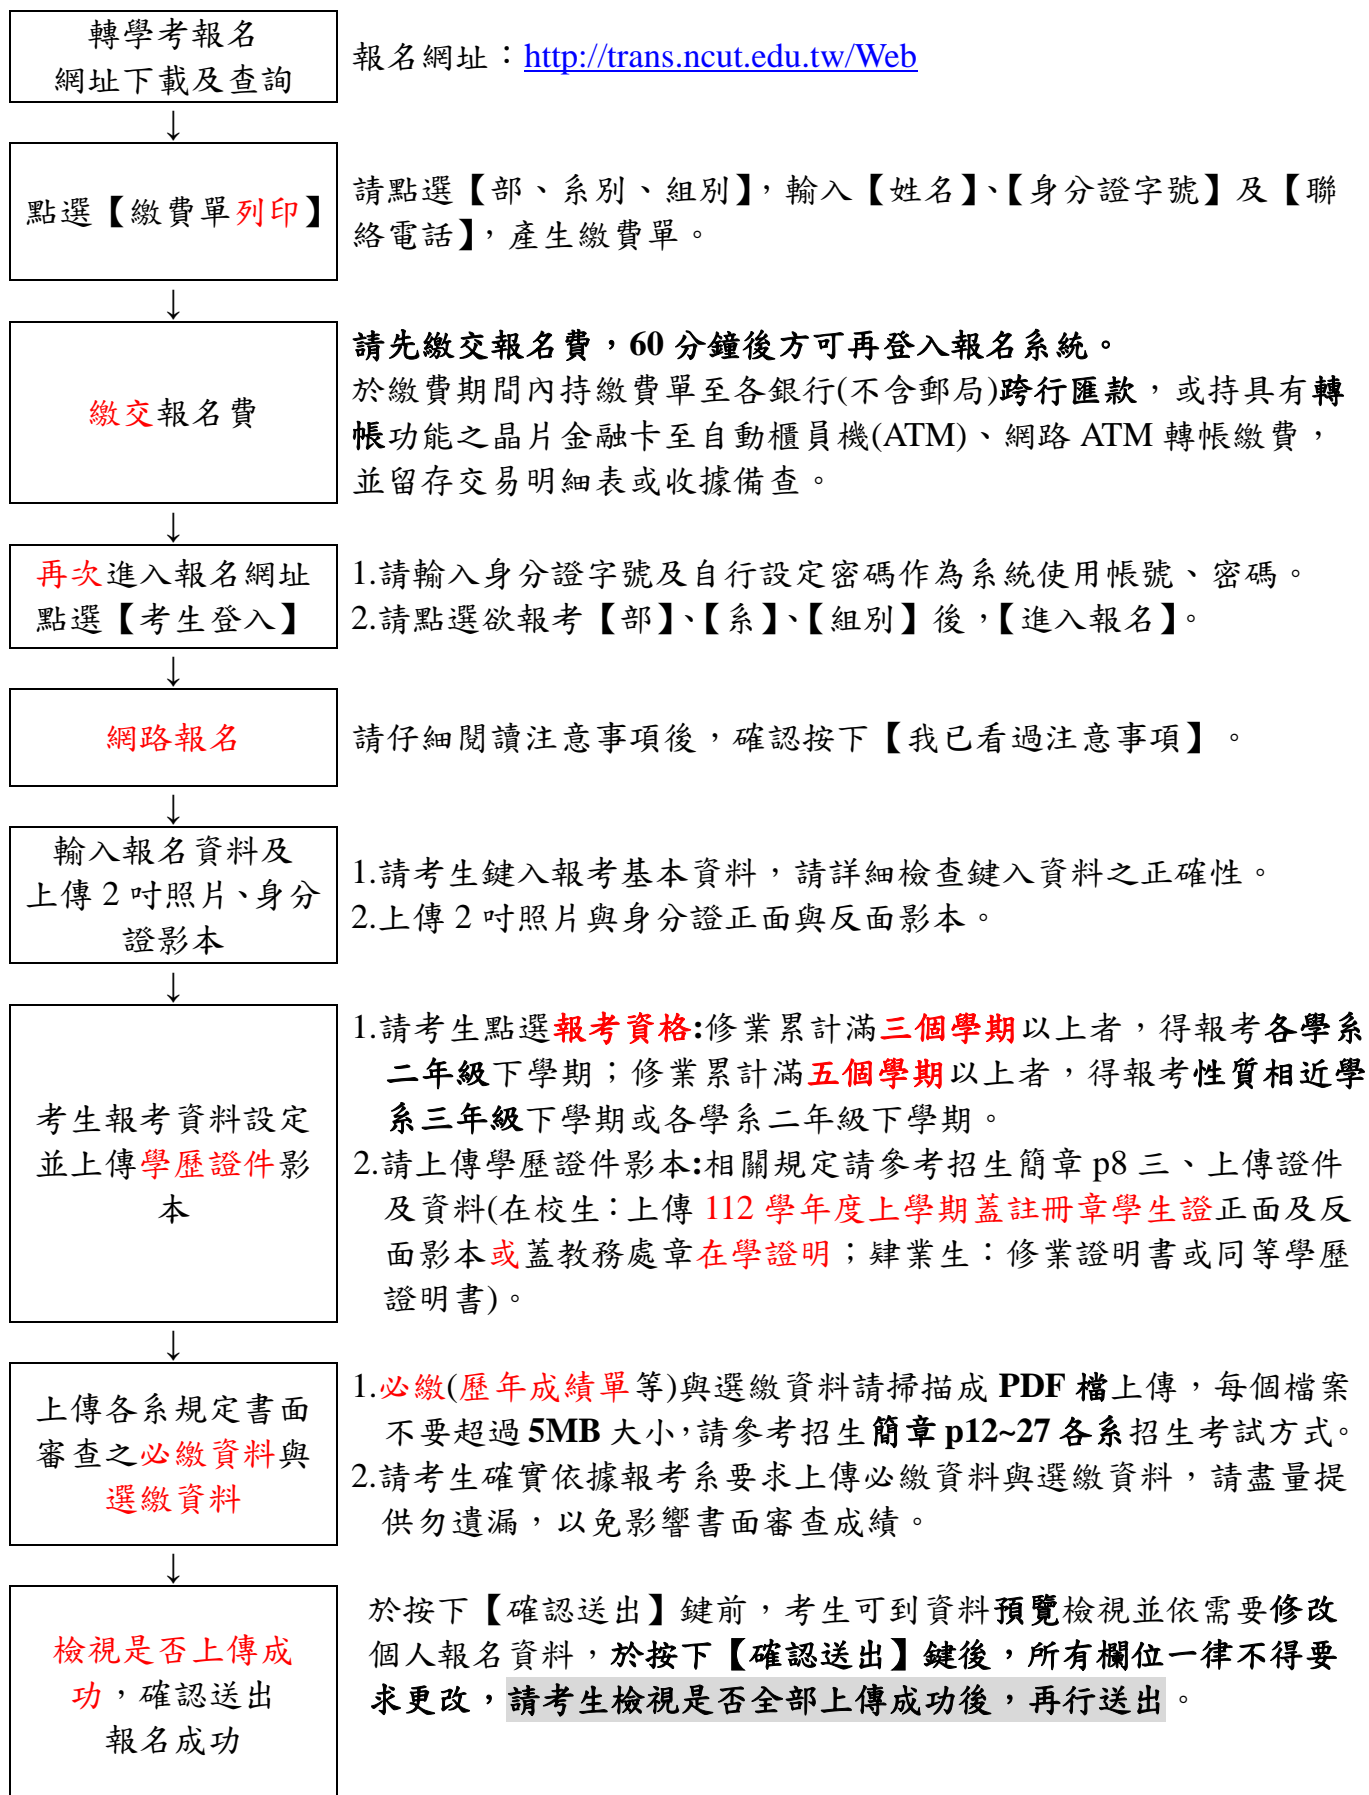 轉學考報名
網址下載及查詢
報名網址：http://trans.ncut.edu.tw/Web
↓
點選【繳費單列印】
請點選【部、系別、組別】，輸入【姓名】、【身分證字號】及【聯
絡電話】，產生繳費單。
↓
繳交報名費
請先繳交報名費，60 分鐘後方可再登入報名系統。
於繳費期間內持繳費單至各銀行(不含郵局)跨行匯款，或持具有轉
帳功能之晶片金融卡至自動櫃員機(ATM)、網路 ATM 轉帳繳費，
並留存交易明細表或收據備查。
↓
再次進入報名網址
點選【考生登入】
1.請輸入身分證字號及自行設定密碼作為系統使用帳號、密碼。
2.請點選欲報考【部】、【系】、【組別】後，【進入報名】。
↓
網路報名
請仔細閱讀注意事項後，確認按下【我已看過注意事項】。
↓
輸入報名資料及
上傳 2 吋照片、身分
證影本
1.請考生鍵入報考基本資料，請詳細檢查鍵入資料之正確性。
2.上傳 2 吋照片與身分證正面與反面影本。
↓
考生報考資料設定
並上傳學歷證件影
本
1.請考生點選報考資格:修業累計滿三個學期以上者，得報考各學系
二年級下學期；修業累計滿五個學期以上者，得報考性質相近學
系三年級下學期或各學系二年級下學期。
2.請上傳學歷證件影本:相關規定請參考招生簡章 p8 三、上傳證件
及資料(在校生：上傳 112 學年度上學期蓋註冊章學生證正面及反
面影本或蓋教務處章在學證明；肄業生：修業證明書或同等學歷
證明書)。
↓
上傳各系規定書面
審查之必繳資料與
選繳資料
1.必繳(歷年成績單等)與選繳資料請掃描成 PDF 檔上傳，每個檔案
不要超過 5MB 大小，請參考招生簡章 p12~27 各系招生考試方式。
2.請考生確實依據報考系要求上傳必繳資料與選繳資料，請盡量提
供勿遺漏，以免影響書面審查成績。
↓
檢視是否上傳成
功，確認送出
報名成功
於按下【確認送出】鍵前，考生可到資料預覽檢視並依需要修改
個人報名資料，於按下【確認送出】鍵後，所有欄位一律不得要
求更改，請考生檢視是否全部上傳成功後，再行送出。